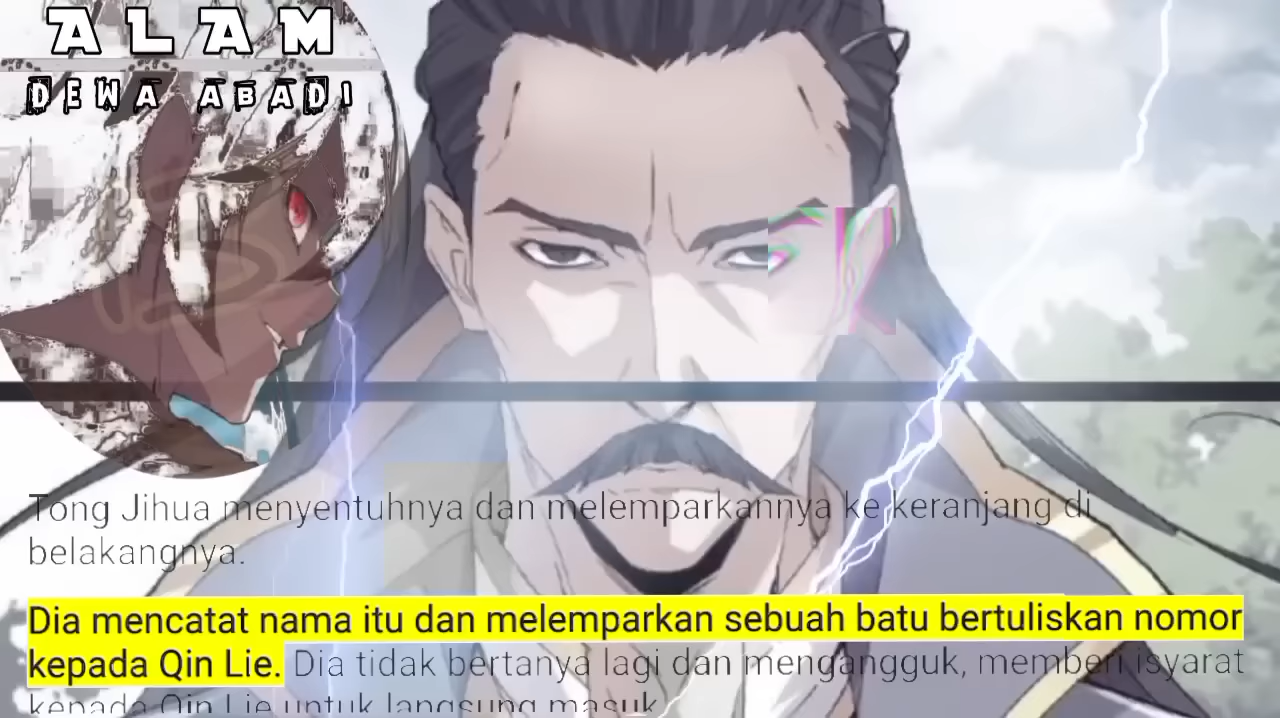 ALAM
DEWA ABADI
Tong Jihua menyentuhnya dan melemparkannya ke keranjang di
belakangnya.
Dia mencatat nama itu dan melemparkan sebuah batu bertuliskan nomor
kepada Qin Lie. Dia tidak bertanya lagi dan mengangguk, memberi isyarat
kepada Qin Lie untuk langsung masuk.